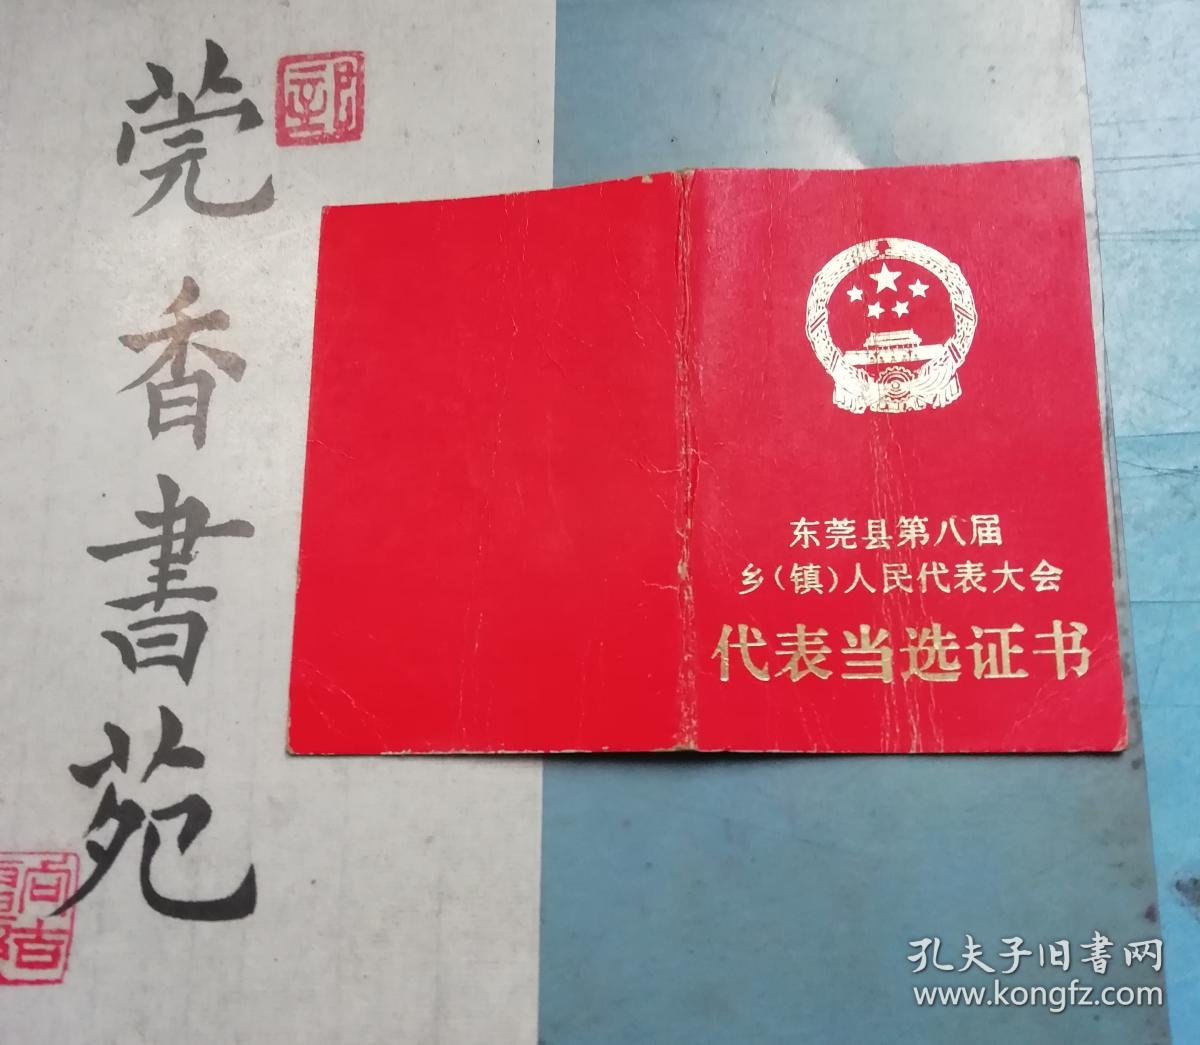 莞香書苑
东莞县第八届
乡（镇）人民代表大会
代表当选证书
孔夫子旧书网
www.kongfz.com